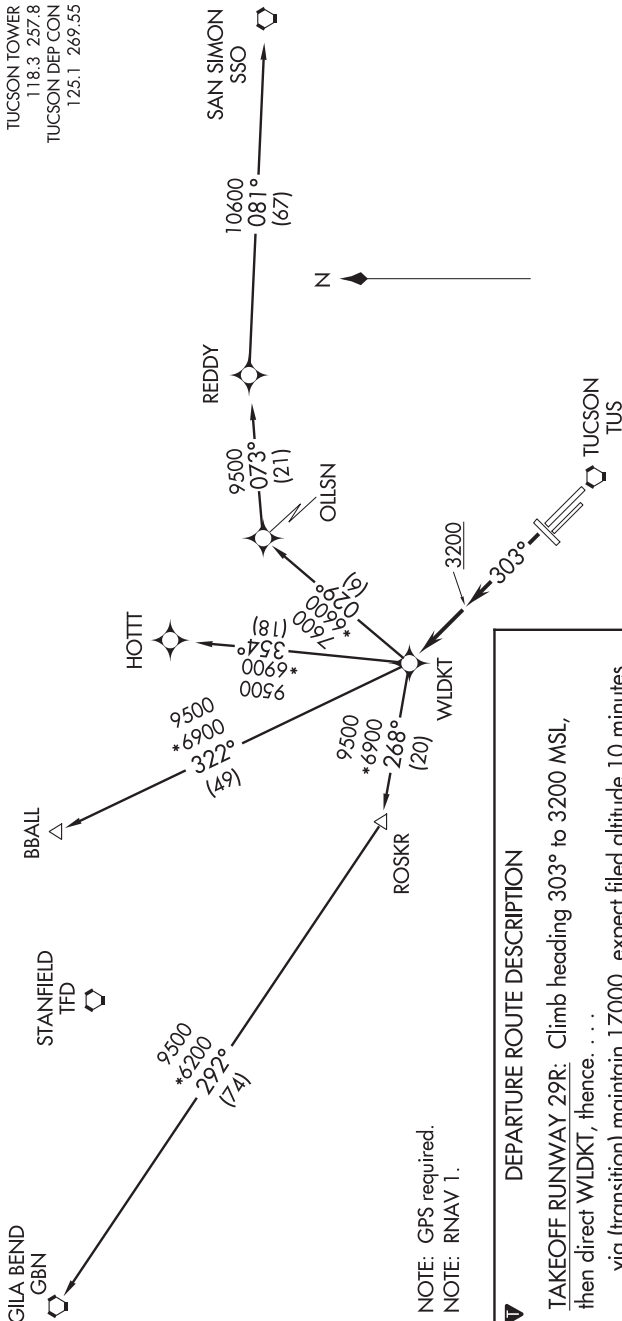 TUCSON TOWER
118.3 257.8
TUCSON DEP CON
125.1 269.55
SAN SIMON
SSO
10600
081°
(67)
N
REDDY
9500
073°
(21)
OLLSN
HOTTT
7600
*6600
029°
(9)
9500
*6900
354°
(18)
3200
303°
TUCSON
TUS
WLDKT
BBALL
9500
*6900
322°
(49)
9500
*6900
268°
(20)
ROSKR
STANFIELD
TFD
9500
*6200
292°
(74)
GILA BEND
GBN
NOTE: GPS required.
NOTE: RNAV 1.
T
DEPARTURE ROUTE DESCRIPTION
TAKEOFF RUNWAY 29R: Climb heading 303° to 3200 MSL,
then direct WLDKT, thence. . . .
via (transition) maintain 17000, expect filed altitude 10 minutes